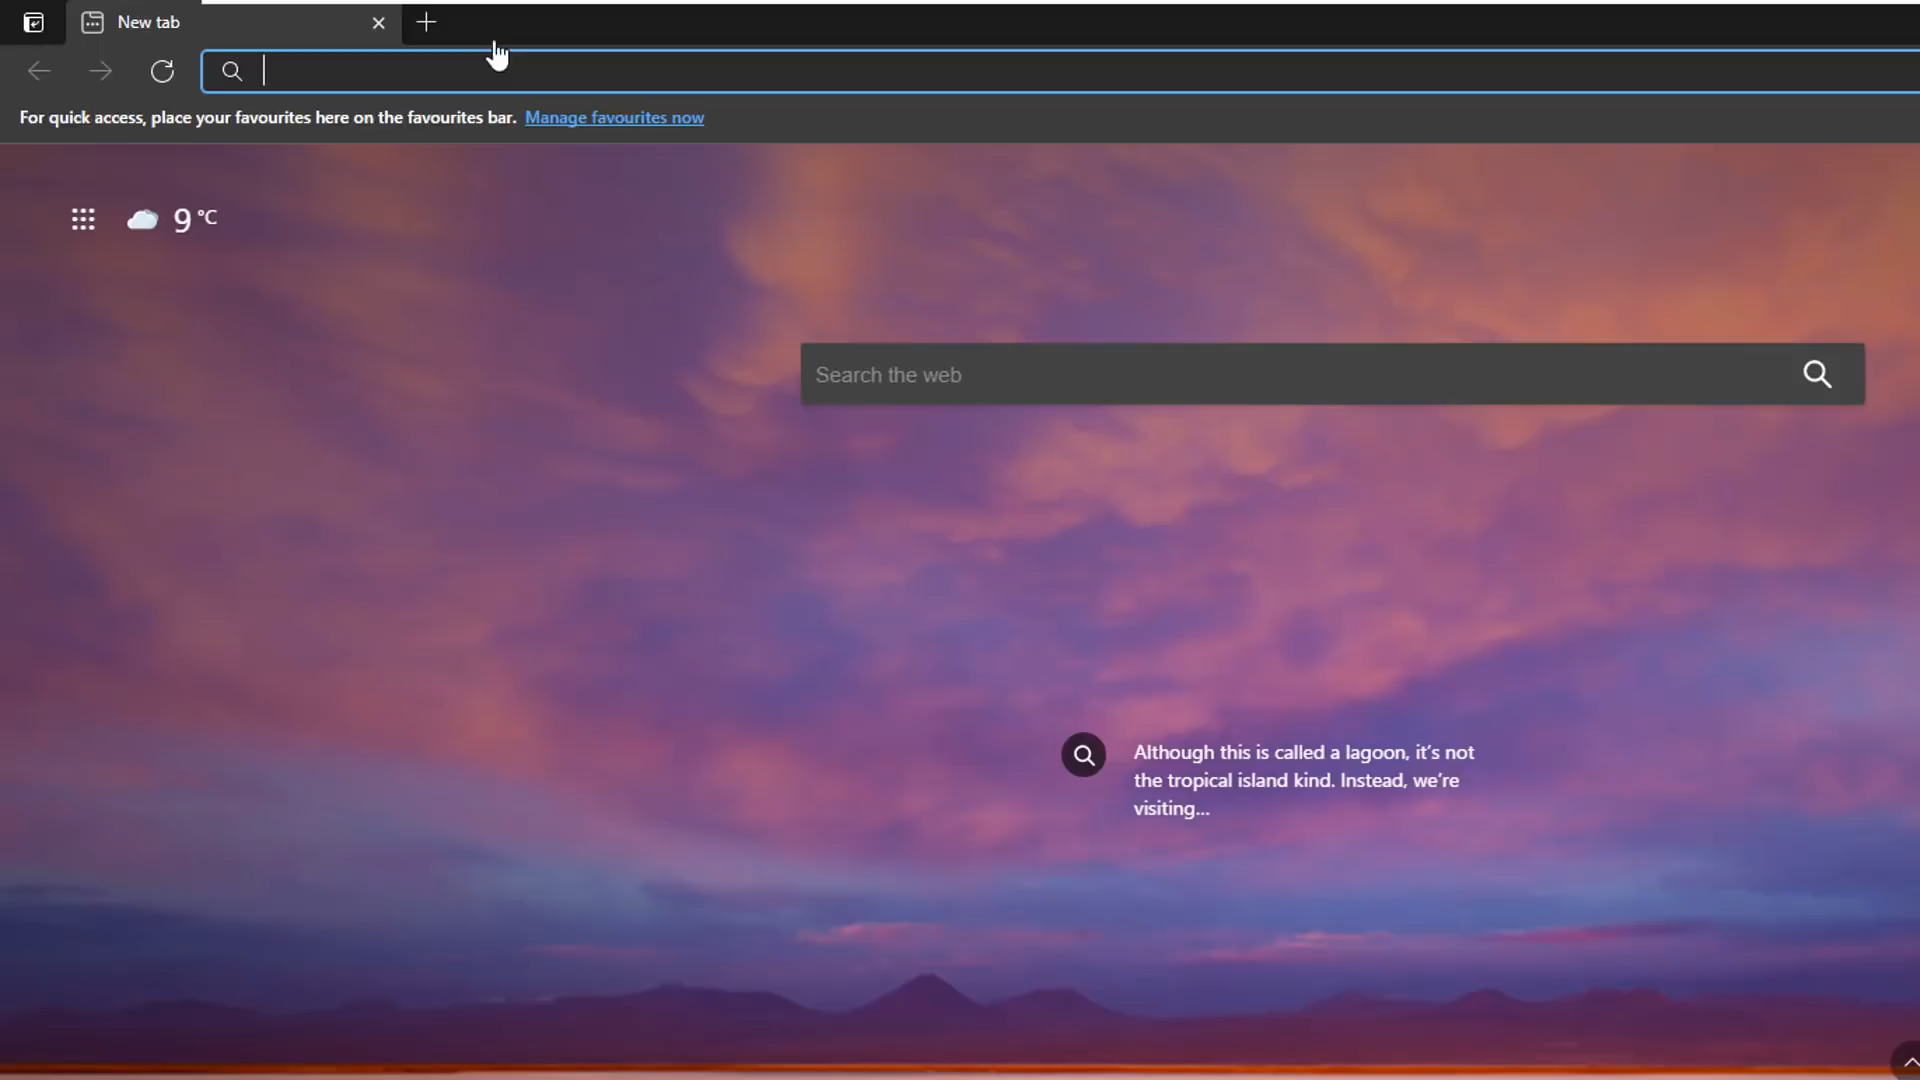 New tab
For quick access, place your favourites here on the favourites bar. Manage favourites now
9 °C
Search the web
Although this is called a lagoon, it's not
the tropical island kind. Instead, we're
visiting...